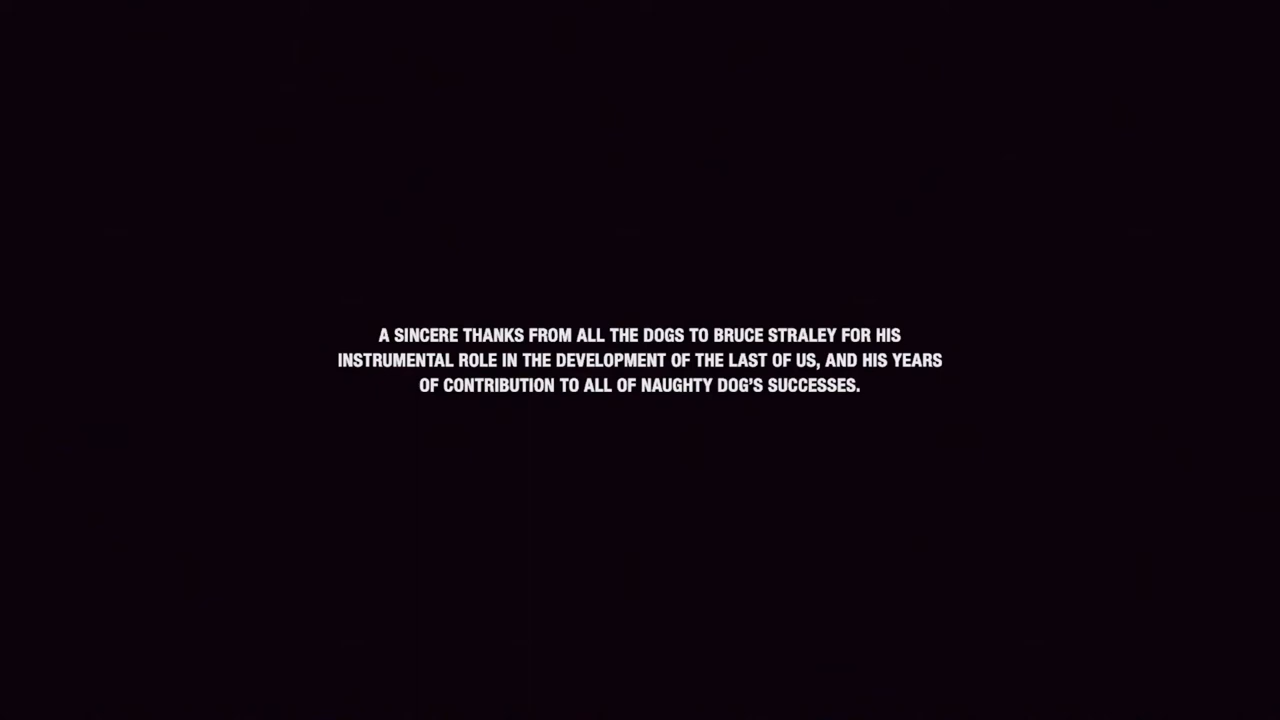 A SINCERE THANKS FROM ALL THE DOGS TO BRUCE STRALEY FOR HIS
INSTRUMENTAL ROLE IN THE DEVELOPMENT OF THE LAST OF US, AND HIS YEARS
OF CONTRIBUTION TO ALL OF NAUGHTY DOG'S SUCCESSES.